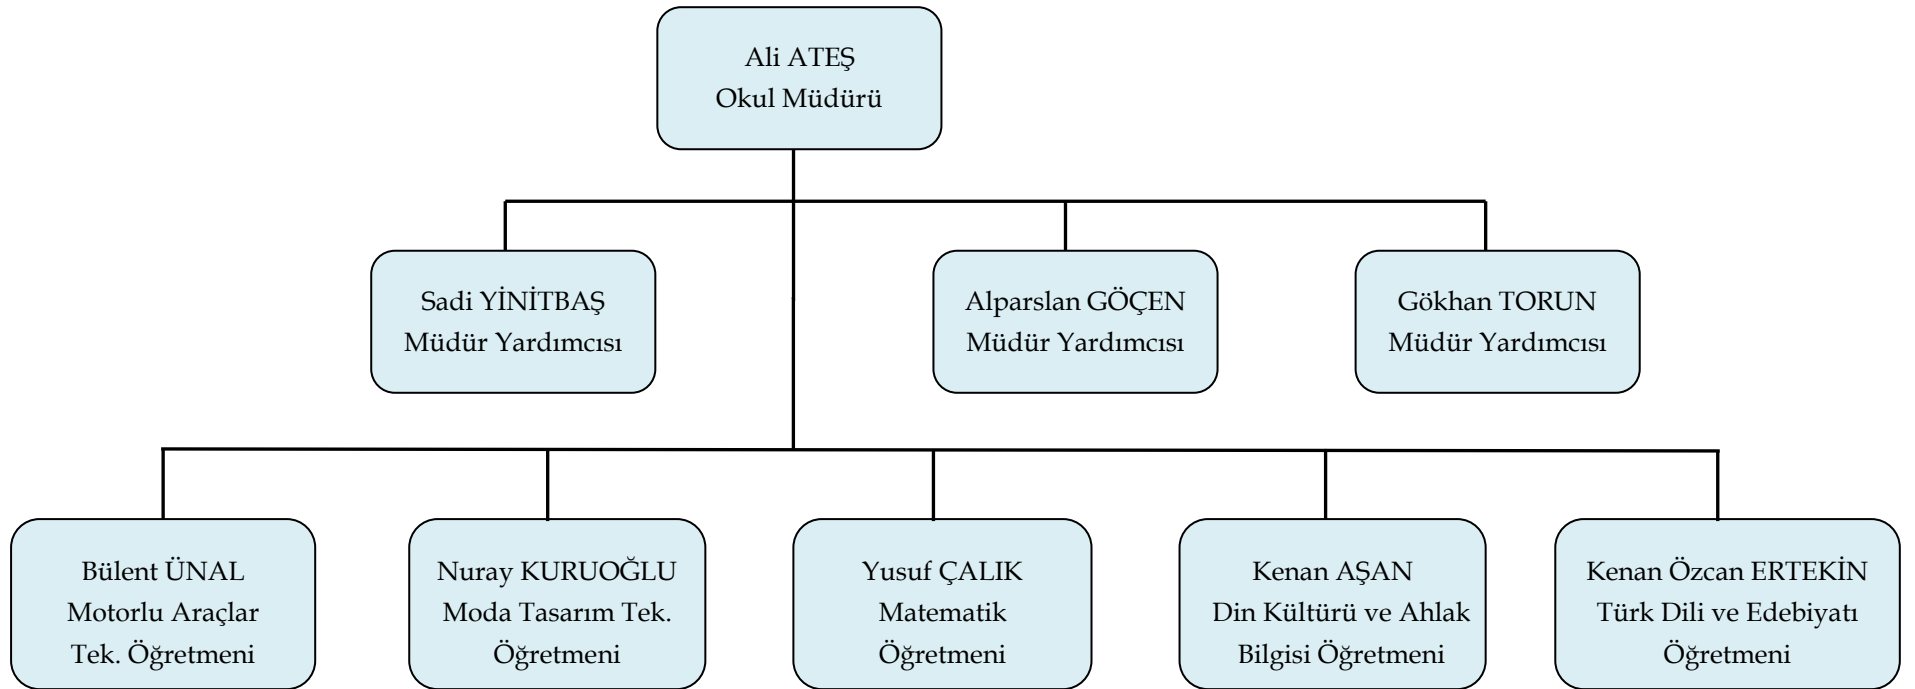 Ali ATEŞ
Okul Müdürü
Sadi YİNİTBAŞ
Müdür Yardımcısı
Alparslan GÖÇEN
Müdür Yardımcısı
Gökhan TORUN
Müdür Yardımcısı
Bülent ÜNAL
Motorlu Araçlar
Tek. Öğretmeni
Nuray KURUOĞLU
Moda Tasarım Tek.
Öğretmeni
Yusuf ÇALIK
Matematik
Öğretmeni
Kenan AŞAN
Din Kültürü ve Ahlak
Bilgisi Öğretmeni
Kenan Özcan ERTEKİN
Türk Dili ve Edebiyatı
Öğretmeni